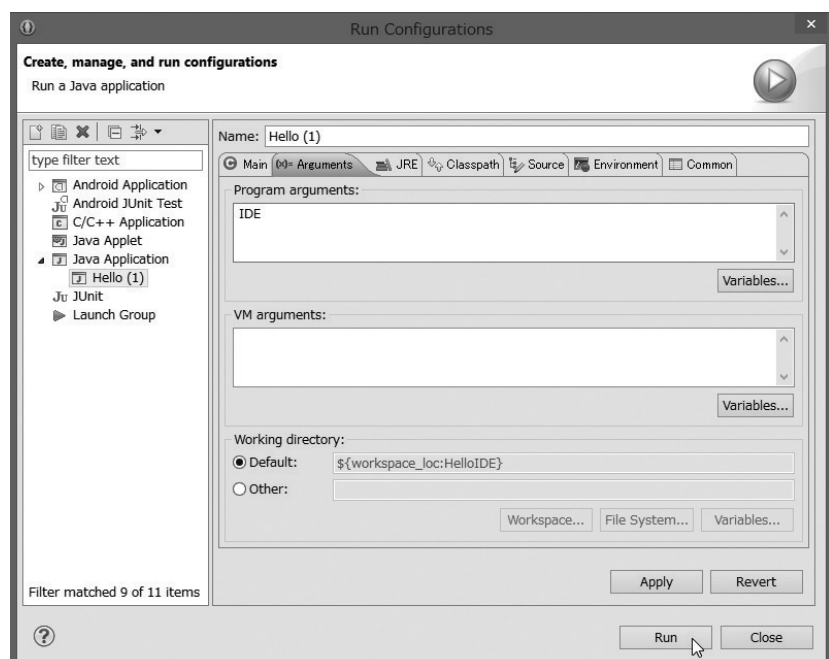 Run Configurations
Create, manage, and run configurations
Run a Java application
type filter text
Android Application
Android JUnit Test
C/C++ Application
Java Applet
Java Application
Hello (1)
JUnit
Launch Group
Filter matched 9 of 11 items
Name: Hello (1)
Main (x)= Arguments JRE Classpath Source Environment Common
Program arguments:
IDE
Variables...
VM arguments:
Variables...
Working directory:
Default: ${workspace_loc:HelloIDE}
Other:
Workspace... File System... Variables...
Apply Revert
Run Close